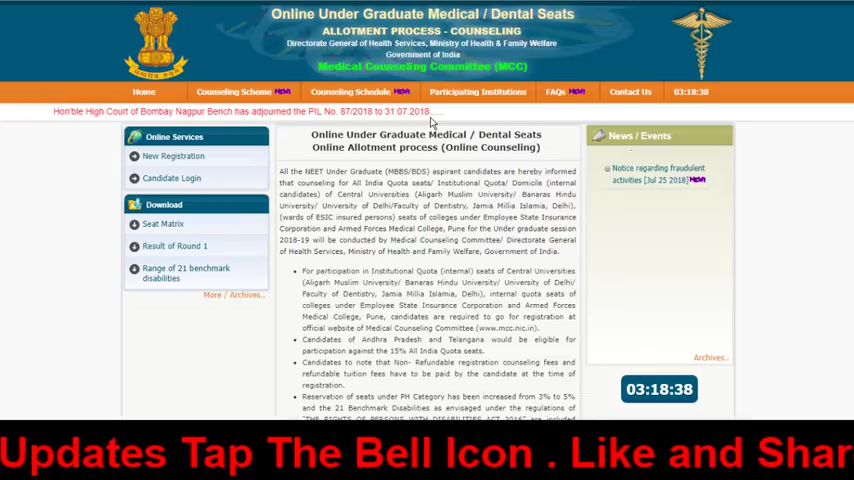 Online Under Graduate Medical / Dental Seats
ALLOTMENT PROCESS - COUNSELING
Directorate General of Health Services, Ministry of Health & Family Welfare
Government of India
Medical Counseling Committee (MCC)
Home Counseling Scheme NEW! Counseling Schedule NEW! Participating Institutions FAQs NEW! Contact Us 03:18:38
Hon'ble High Court of Bombay Nagpur Bench has adjourned the PIL No. 87/2018 to 31.07.2018.....
Online Services
New Registration
Candidate Login
Download
Seat Matrix
Result of Round 1
Range of 21 benchmark
disabilities
More / Archives..
Online Under Graduate Medical / Dental Seats
Online Allotment process (Online Counseling)
All the NEET Under Graduate (MBBS/BDS) aspirant candidates are hereby informed
that counseling for All India Quota seats/ Institutional Quota/ Domicile (internal
candidates) of Central Universities (Aligarh Muslim University/ Banaras Hindu
University/ University of Delhi/Faculty of Dentistry, Jamia Millia Islamia, Delhi),
(wards of ESIC insured persons) seats of colleges under Employee State Insurance
Corporation and Armed Forces Medical College, Pune for the Under graduate session
2018-19 will be conducted by Medical Counseling Committee/ Directorate General
of Health Services, Ministry of Health and Family Welfare, Government of India.
• For participation in Institutional Quota (internal) seats of Central Universities
(Aligarh Muslim University/ Banaras Hindu University/ University of Delhi/
Faculty of Dentistry, Jamia Millia Islamia, Delhi), internal quota seats of
colleges under Employee State Insurance Corporation and Armed Forces
Medical College, Pune, candidates are required to go for registration at
official website of Medical Counseling Committee (www.mcc.nic.in).
• Candidates of Andhra Pradesh and Telangana would be eligible for
participation against the 15% All India Quota seats.
• Candidates to note that Non- Refundable registration counseling fees and
refundable tuition fees have to be paid by the candidate at the time of
registration.
• Reservation of seats under PH Category has been increased from 3% to 5%
and the 21 Benchmark Disabilities as envisaged under the regulations of
"THE RIGHTS OF PERSONS WITH DISABILITIES ACT 2016" are included
News / Events
Notice regarding fraudulent
activities [Jul 25 2018] NEW!
Archives..
03:18:38
Updates Tap The Bell Icon . Like and Shar